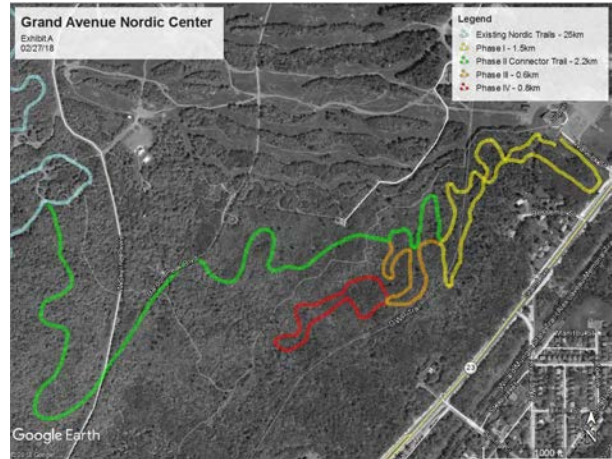 Grand Avenue Nordic Center
Exhibit A
02/27/18
Legend
Existing Nordic Trails - 25km
Phase I - 1.5km
Phase II Connector Trail - 2.2km
Phase III - 0.6km
Phase IV - 0.8km
23
Google Earth
1000 ft
N